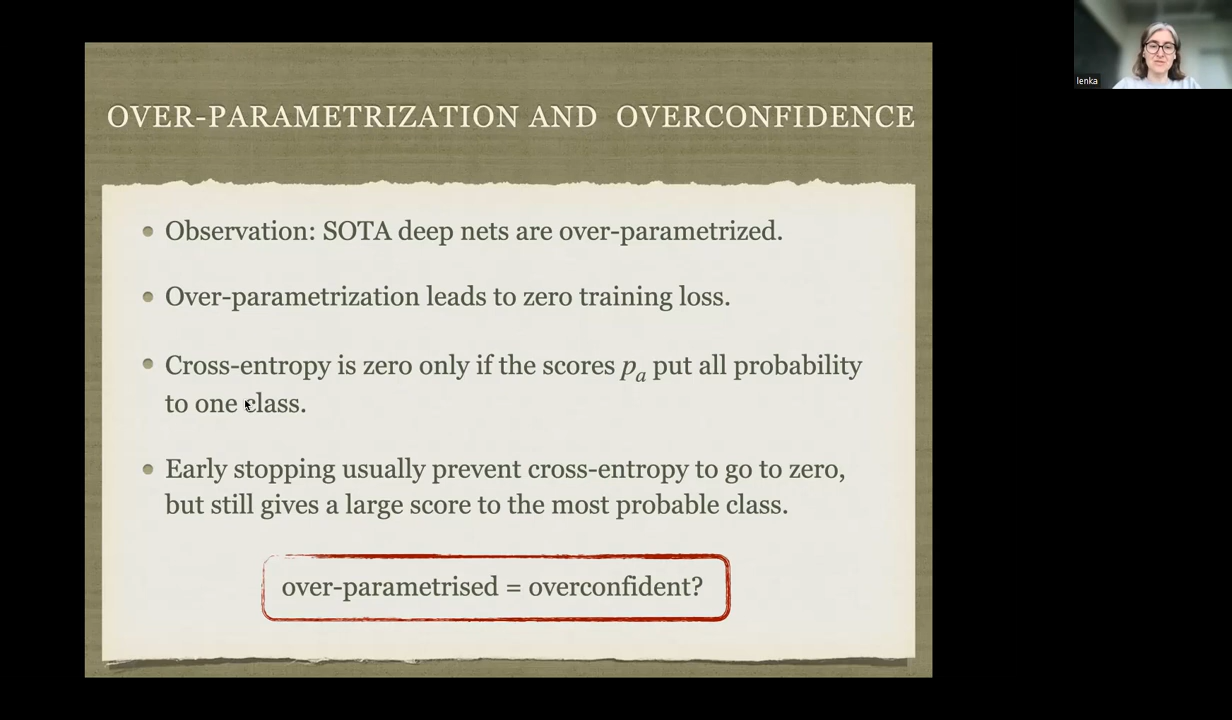 OVER-PARAMETRIZATION AND OVERCONFIDENCE
Observation: SOTA deep nets are over-parametrized.
Over-parametrization leads to zero training loss.
Cross-entropy is zero only if the scores pₐ put all probability
to one class.
Early stopping usually prevent cross-entropy to go to zero,
but still gives a large score to the most probable class.
over-parametrised = overconfident?
lenka